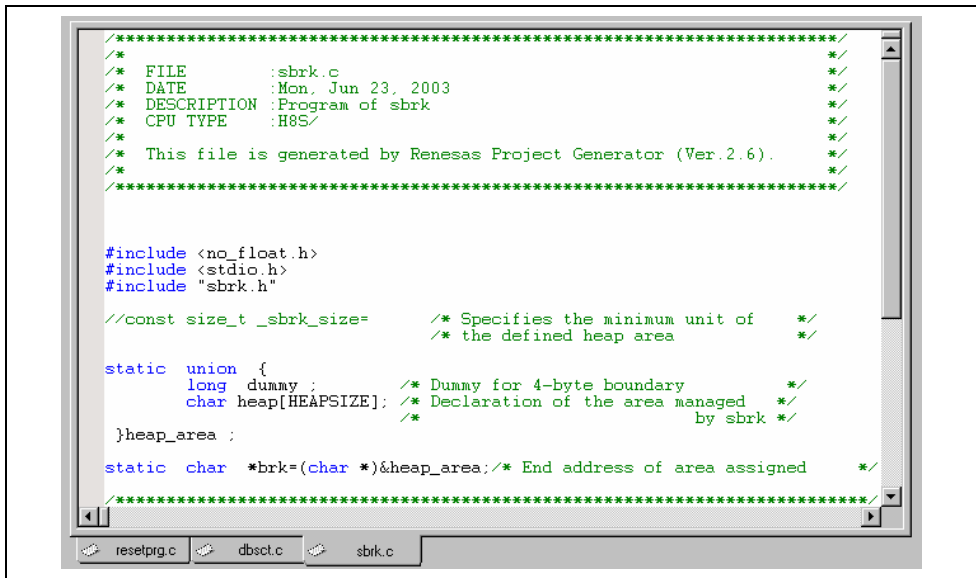 /***********************************************************************/
/*                                                                     */
/*  FILE        :sbrk.c                                                */
/*  DATE        :Mon, Jun 23, 2003                                     */
/*  DESCRIPTION :Program of sbrk                                       */
/*  CPU TYPE    :H8S/                                                  */
/*                                                                     */
/*  This file is generated by Renesas Project Generator (Ver.2.6).     */
/*                                                                     */
/***********************************************************************/
#include <no_float.h>
#include <stdio.h>
#include "sbrk.h"
//const size_t _sbrk_size=      /* Specifies the minimum unit of    */
                                /* the defined heap area            */
static  union  {
        long  dummy ;        /* Dummy for 4-byte boundary          */
        char heap[HEAPSIZE]; /* Declaration of the area managed   */
                             /*                           by sbrk */
 }heap_area ;
static  char  *brk=(char *)&heap_area;/* End address of area assigned     */
/**************************************************************************/
resetprg.c dbsct.c sbrk.c